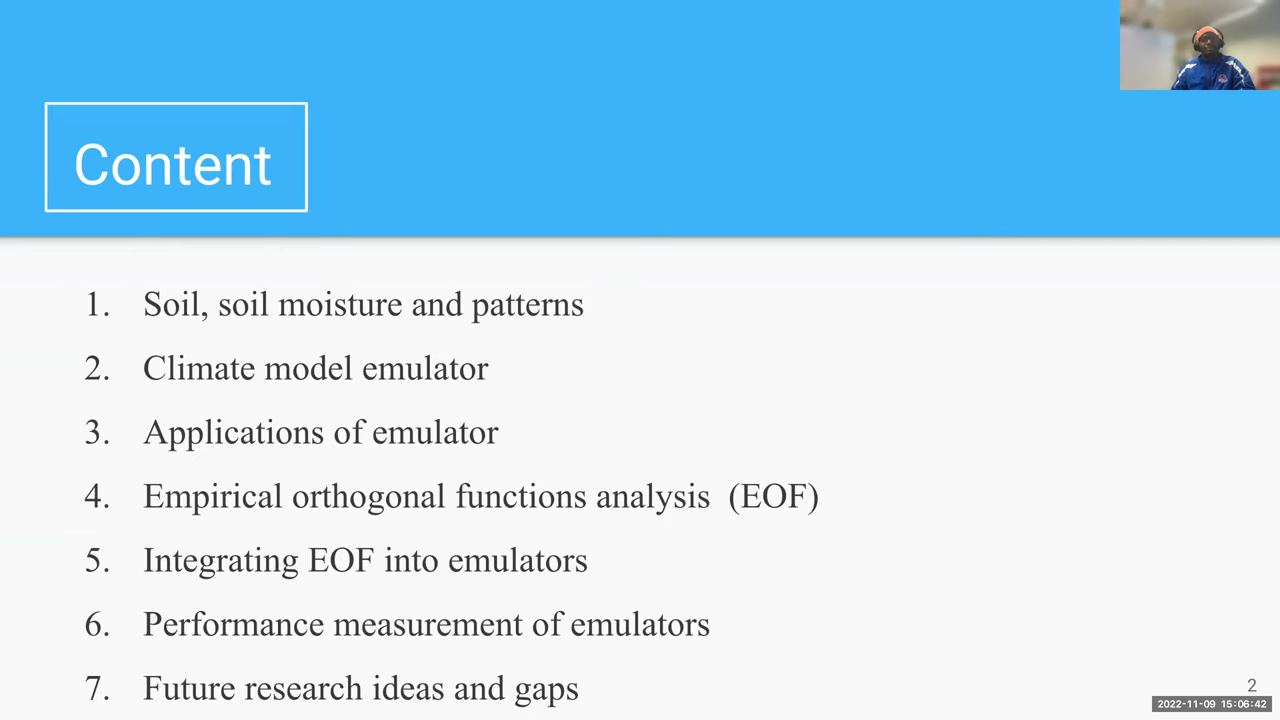 Content
1. Soil, soil moisture and patterns
2. Climate model emulator
3. Applications of emulator
4. Empirical orthogonal functions analysis (EOF)
5. Integrating EOF into emulators
6. Performance measurement of emulators
7. Future research ideas and gaps
2
2022-11-09 15:06:42